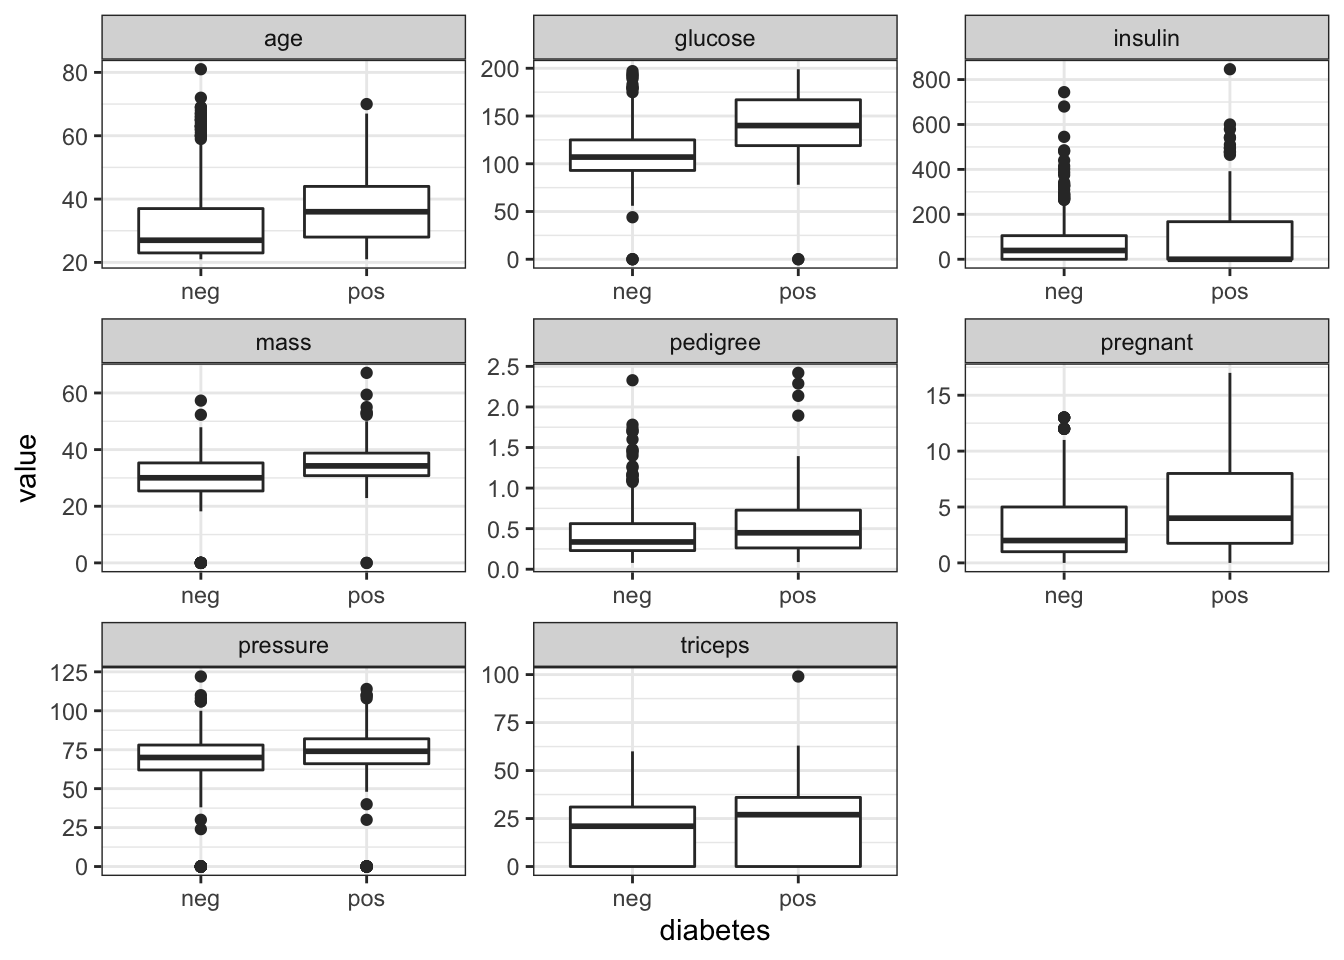 age
glucose
insulin
80
60
40
20
200
150
100
50
0
800
600
400
200
0
neg pos
neg pos
neg pos
mass
pedigree
pregnant
60
40
20
0
2.5
2.0
1.5
1.0
0.5
0.0
15
10
5
0
neg pos
neg pos
neg pos
value
pressure
triceps
125
100
75
50
25
0
100
75
50
25
0
neg pos
neg pos
diabetes